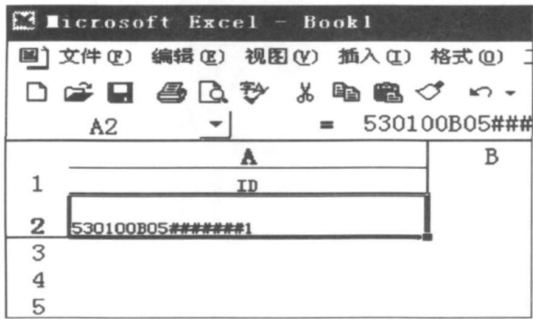 Microsoft Excel - Book1
文件(F) 编辑(E) 视图(V) 插入(I) 格式(O)
A2 = 530100B05###
A B
1 ID
2 530100B05#######1
3
4
5